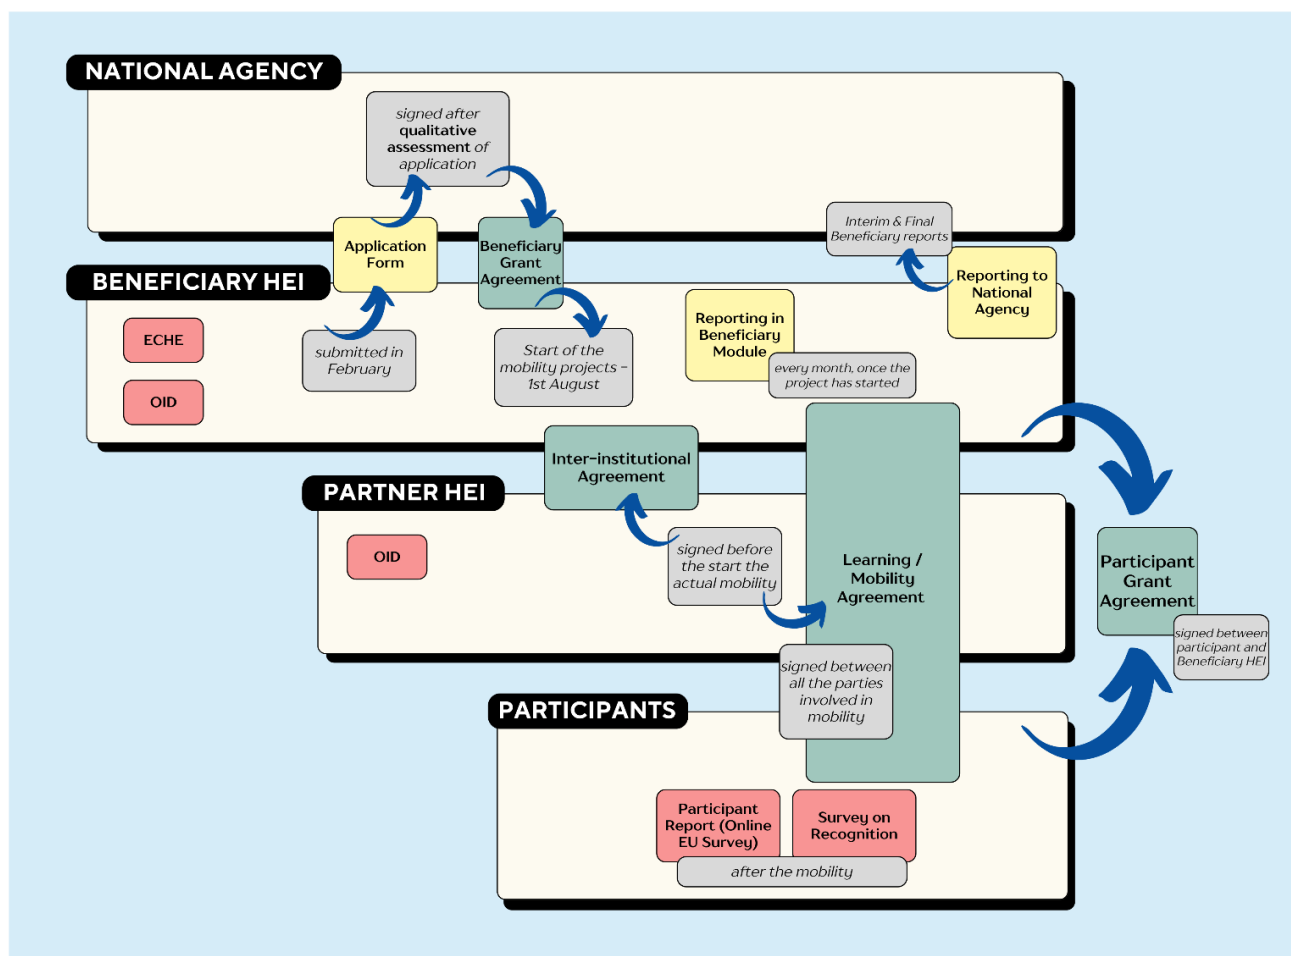 NATIONAL AGENCY
signed after
qualitative
assessment of
application
Application
Form
Beneficiary
Grant
Agreement
Interim & Final
Beneficiary reports
Reporting to
National
Agency
BENEFICIARY HEI
ECHE
OID
submitted in
February
Start of the
mobility projects –
1st August
Reporting in
Beneficiary
Module
every month, once the
project has started
Inter-institutional
Agreement
PARTNER HEI
OID
signed before
the start the
actual mobility
Learning /
Mobility
Agreement
Participant
Grant
Agreement
signed between
participant and
Beneficiary HEI
signed between
all the parties
involved in
mobility
PARTICIPANTS
Participant
Report (Online
EU Survey)
Survey on
Recognition
after the mobility